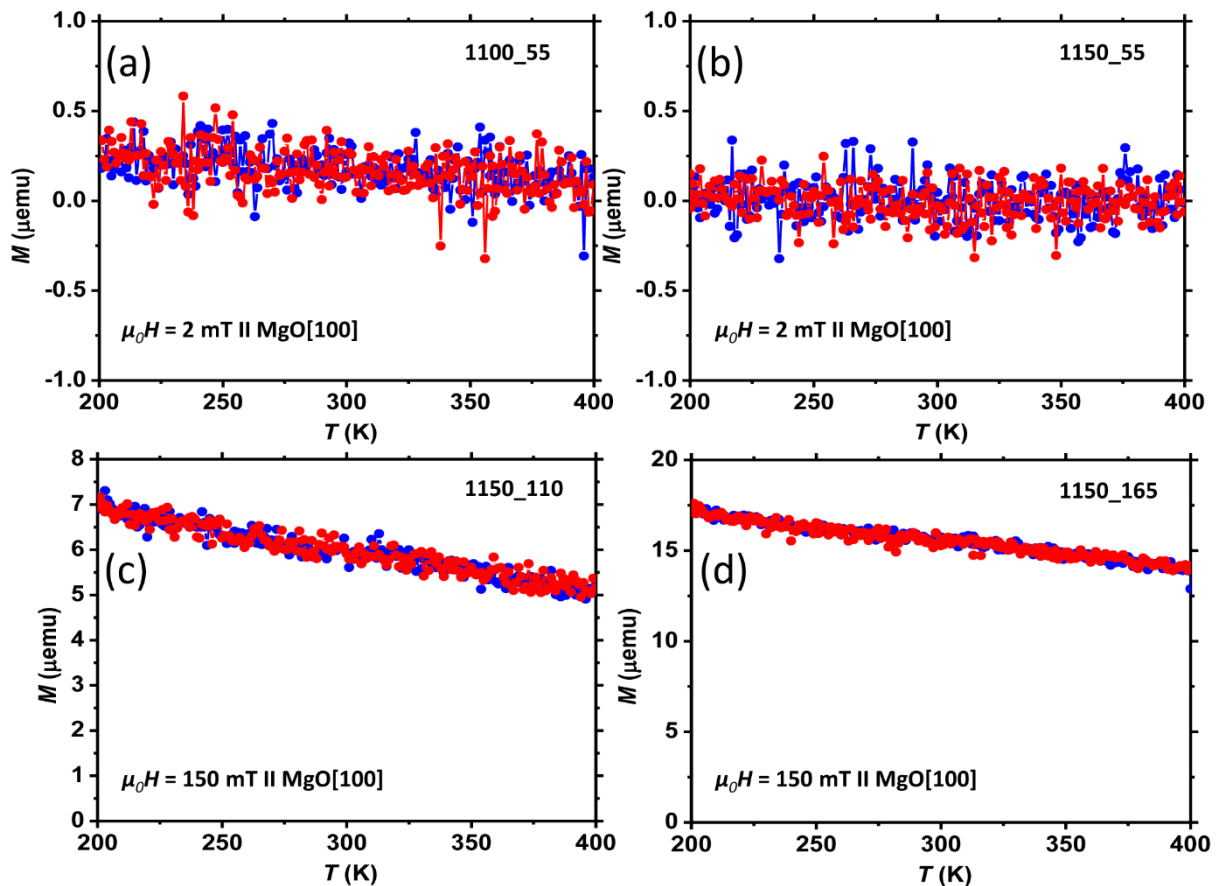 (a)
1100_55
1.0
0.5
0.0
-0.5
-1.0
M (μemu)
μ₀H = 2 mT II MgO[100]
200 250 300 350 400
T (K)
(b)
1150_55
1.0
0.5
0.0
-0.5
-1.0
M (μemu)
μ₀H = 2 mT II MgO[100]
200 250 300 350 400
T (K)
(c)
1150_110
8
7
6
5
4
3
2
1
0
M (μemu)
μ₀H = 150 mT II MgO[100]
200 250 300 350 400
T (K)
(d)
1150_165
20
15
10
5
0
M (μemu)
μ₀H = 150 mT II MgO[100]
200 250 300 350 400
T (K)